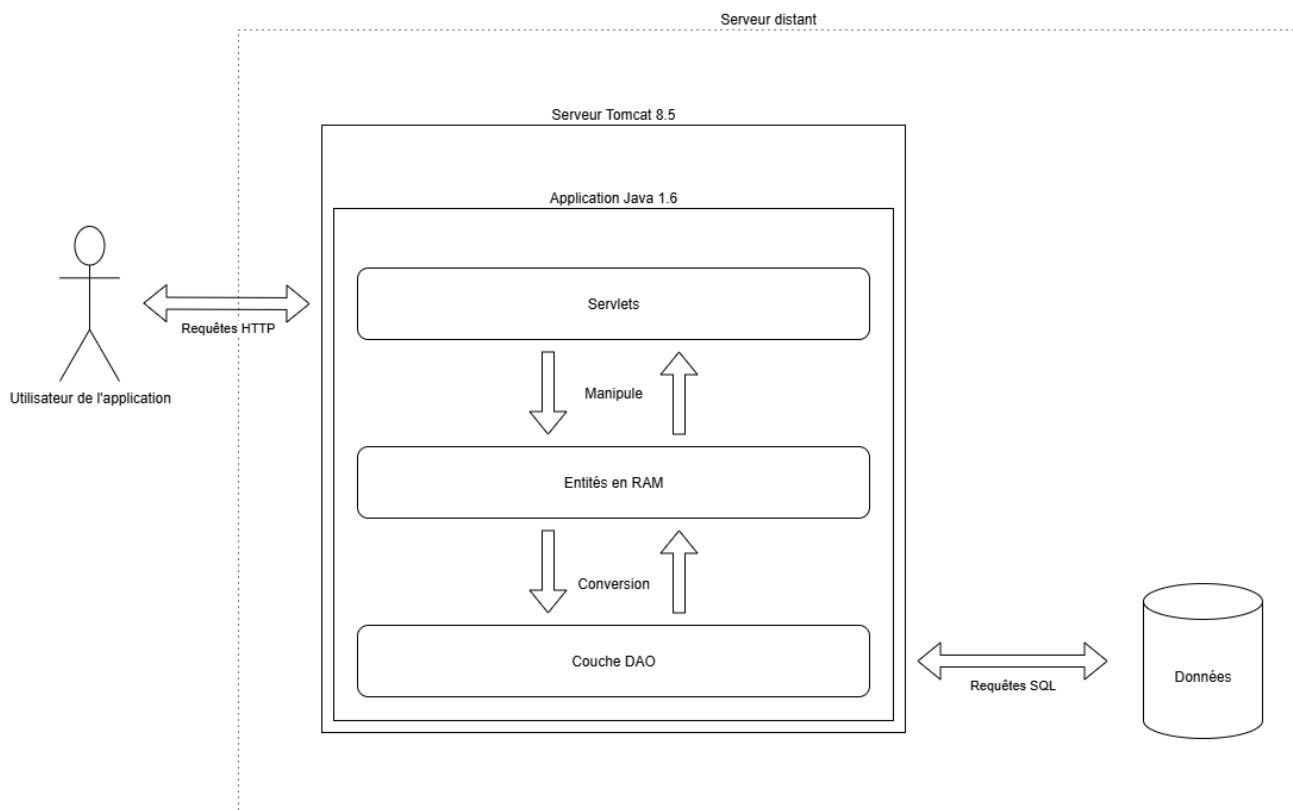 Serveur distant
Serveur Tomcat 8.5
Application Java 1.6
Servlets
Requêtes HTTP
Utilisateur de l'application
Manipule
Entités en RAM
Conversion
Couche DAO
Requêtes SQL
Données